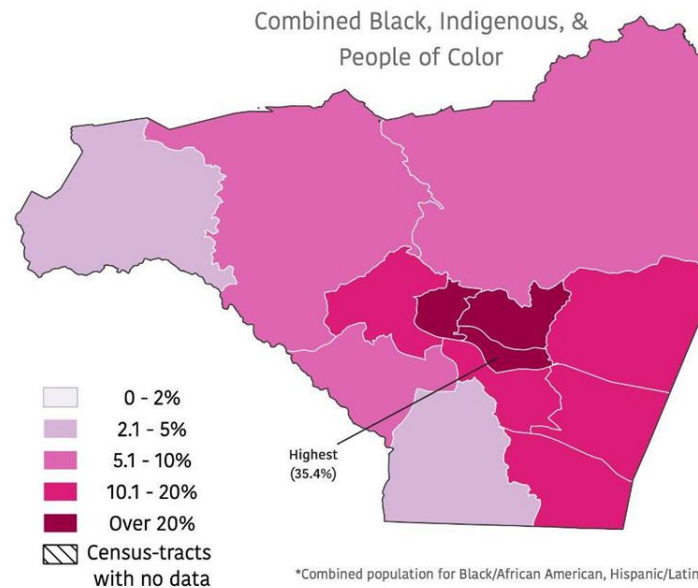 Combined Black, Indigenous, &
People of Color
0 - 2%
2.1 - 5%
5.1 - 10%
10.1 - 20%
Over 20%
Census-tracts
with no data
Highest
(35.4%)
*Combined population for Black/African American, Hispanic/Latin